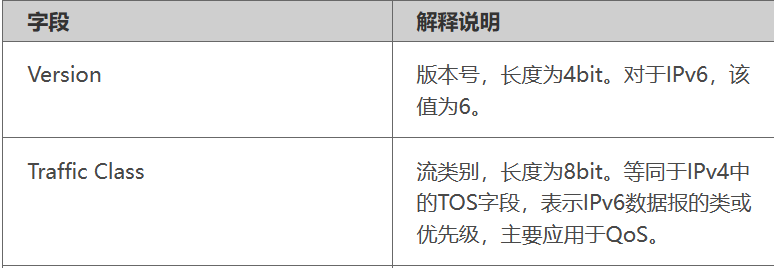 字段 解释说明
Version 版本号，长度为4bit。对于IPv6，该
值为6。
Traffic Class 流类别，长度为8bit。等同于IPv4中
的TOS字段，表示IPv6数据报的类或
优先级，主要应用于QoS。